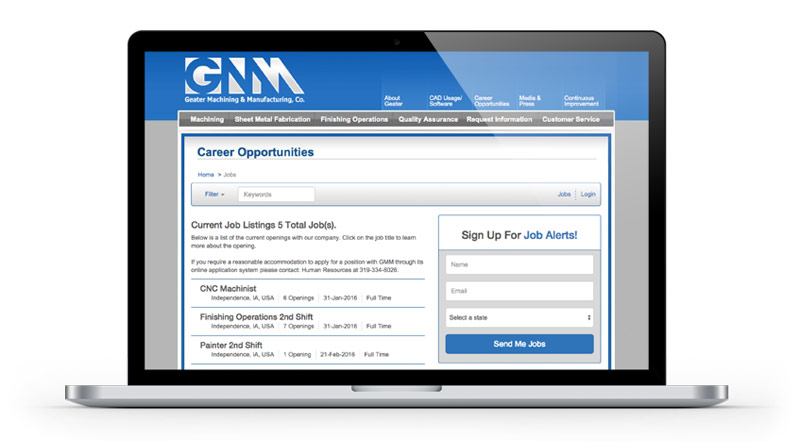 GMM
Geater Machining & Manufacturing, Co.
About
Geater
CAD Usage/
Software
Career
Opportunities
Media &
Press
Continuous
Improvement
Machining Sheet Metal Fabrication Finishing Operations Quality Assurance Request Information Customer Service
Career Opportunities
Home > Jobs
Filter Keywords Jobs Login
Current Job Listings 5 Total Job(s).
Below is a list of the current openings with our company. Click on the job title to learn
more about the opening.
If you require a reasonable accommodation to apply for a position with GMM through its
online application system please contact: Human Resources at 319-334-6026.
CNC Machinist
Independence, IA, USA 6 Openings 31-Jan-2016 Full Time
Finishing Operations 2nd Shift
Independence, IA, USA 7 Openings 31-Jan-2016 Full Time
Painter 2nd Shift
Independence, IA, USA 1 Opening 21-Feb-2016 Full Time
Sign Up For Job Alerts!
Name
Email
Select a state
Send Me Jobs